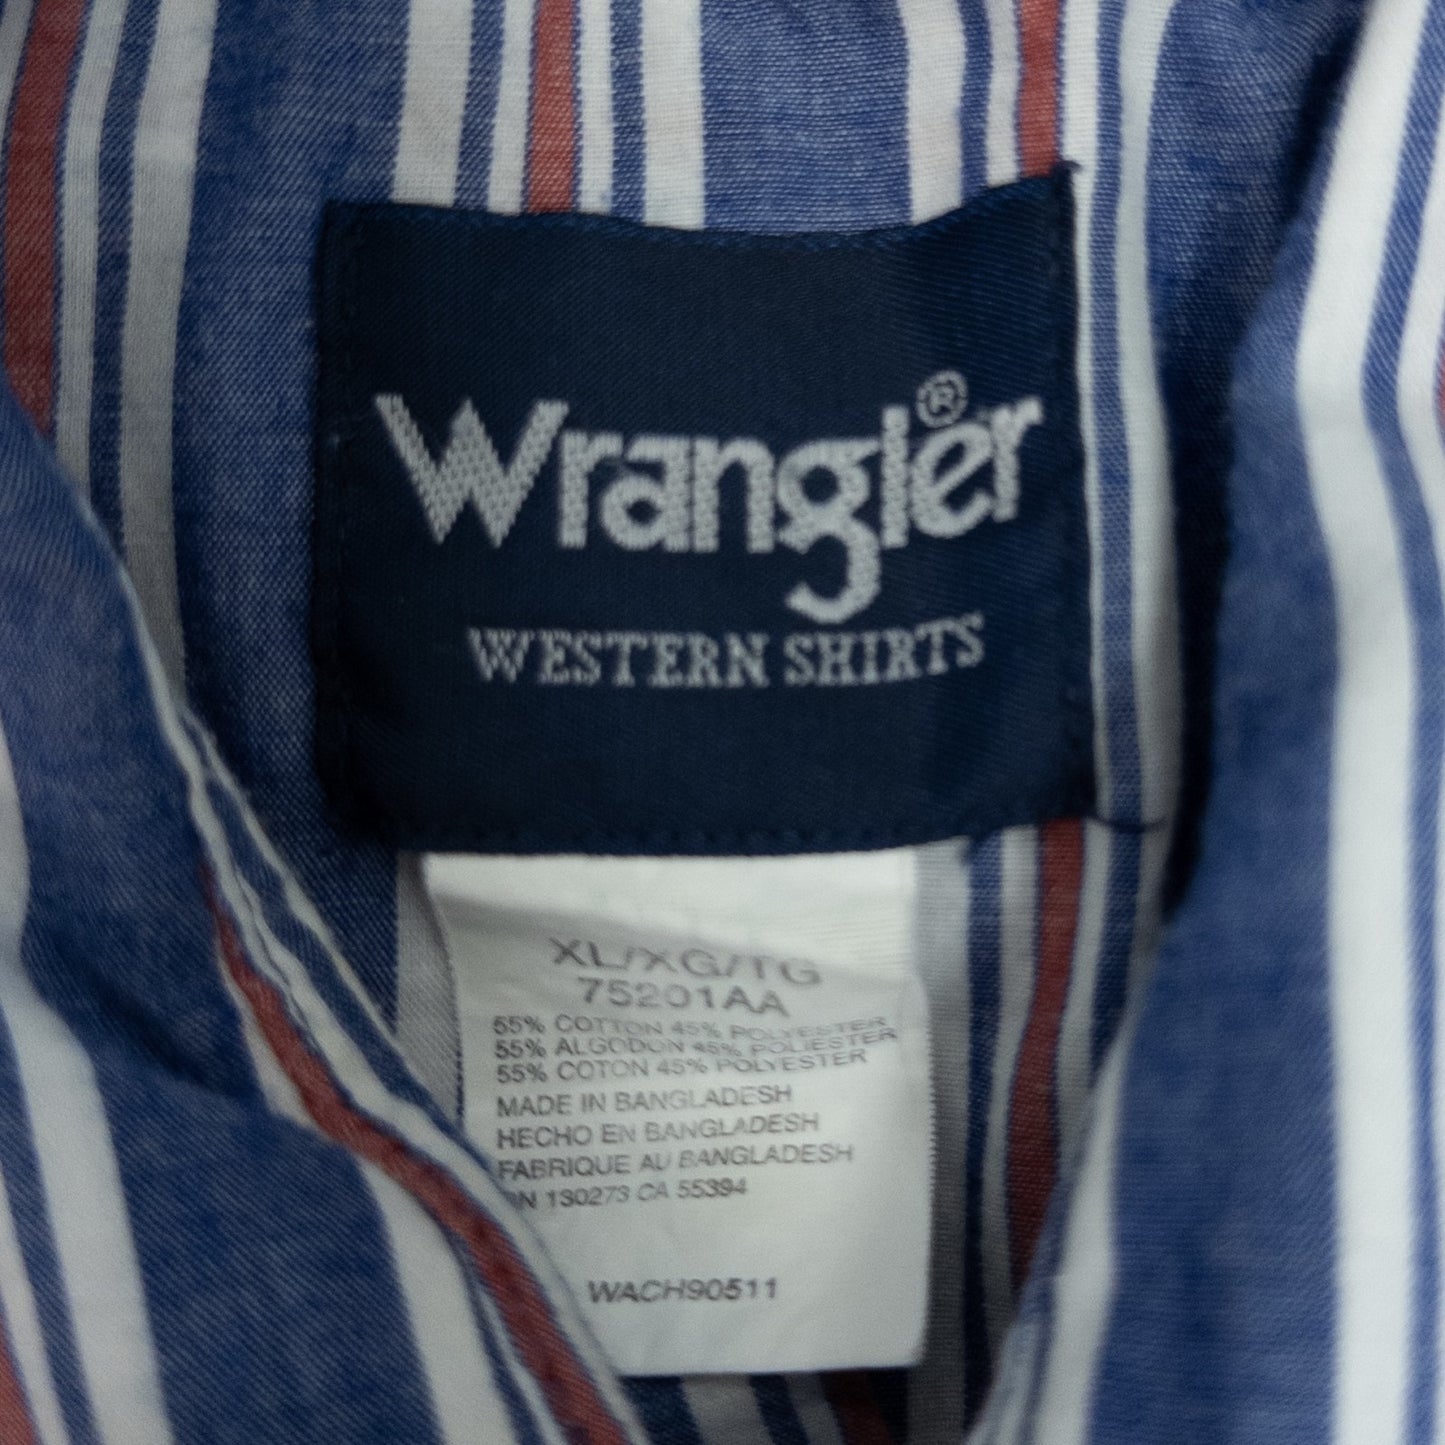 Wrangler®
WESTERN SHIRTS
XL/XG/TG
75201AA
55% COTTON 45% POLYESTER
55% ALGODON 45% POLIESTER
55% COTON 45% POLYESTER
MADE IN BANGLADESH
HECHO EN BANGLADESH
FABRIQUE AU BANGLADESH
130273 CA 55394
WACH90511